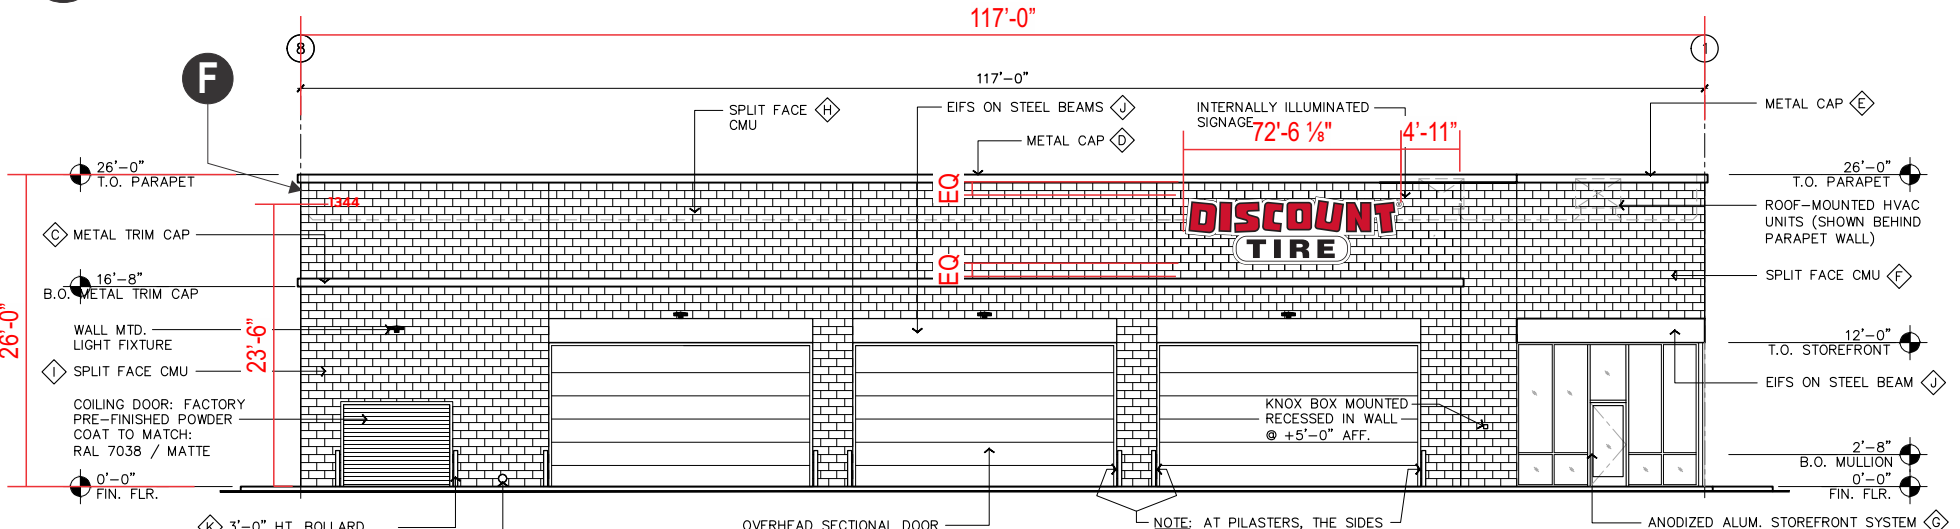 117'-0"
8
1
F
117'-0"
SPLIT FACE H
CMU
EIFS ON STEEL BEAMS J
METAL CAP D
INTERNALLY ILLUMINATED
SIGNAGE
72'-6 ⅛"
4'-11"
METAL CAP E
26'-0"
T.O. PARAPET
1344
EQ
26'-0"
T.O. PARAPET
C METAL TRIM CAP
DISCOUNT
TIRE
ROOF-MOUNTED HVAC
UNITS (SHOWN BEHIND
PARAPET WALL)
16'-8"
B.O. METAL TRIM CAP
EQ
SPLIT FACE CMU F
26'-0"
23'-6"
WALL MTD.
LIGHT FIXTURE
12'-0"
T.O. STOREFRONT
I SPLIT FACE CMU
EIFS ON STEEL BEAM J
COILING DOOR: FACTORY
PRE-FINISHED POWDER
COAT TO MATCH:
RAL 7038 / MATTE
KNOX BOX MOUNTED
RECESSED IN WALL
@ +5'-0" AFF.
2'-8"
B.O. MULLION
0'-0"
FIN. FLR.
0'-0"
FIN. FLR.
K 3'-0" HT. BOLLARD
OVERHEAD SECTIONAL DOOR
NOTE: AT PILASTERS, THE SIDES
ANODIZED ALUM. STOREFRONT SYSTEM G